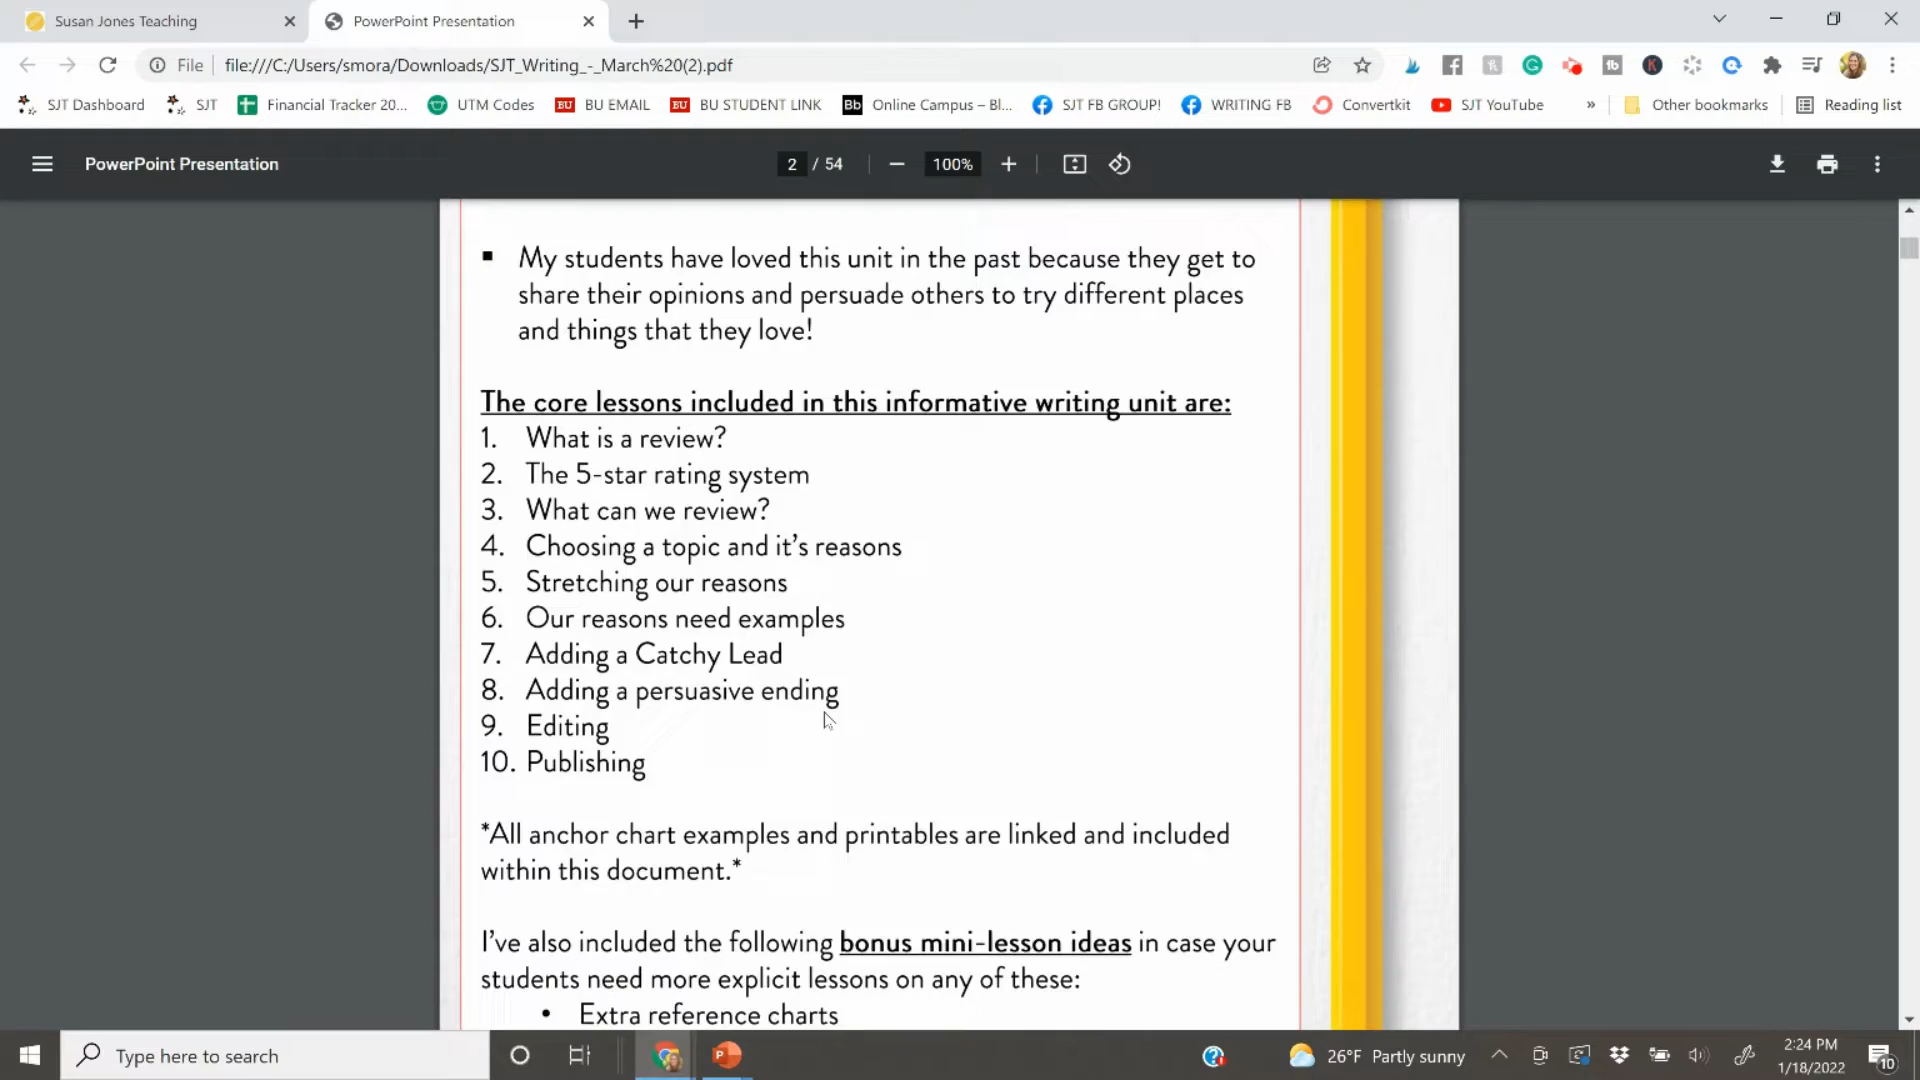 Susan Jones Teaching
PowerPoint Presentation
File
file:///C:/Users/smora/Downloads/SJT_Writing_-_March%20(2).pdf
SJT Dashboard
SJT
Financial Tracker 20...
UTM Codes
BU BU EMAIL
BU BU STUDENT LINK
Bb Online Campus – Bl...
SJT FB GROUP!
WRITING FB
Convertkit
SJT YouTube
»
Other bookmarks
Reading list
PowerPoint Presentation
2 / 54
100%
▪ My students have loved this unit in the past because they get to
share their opinions and persuade others to try different places
and things that they love!
The core lessons included in this informative writing unit are:
1. What is a review?
2. The 5-star rating system
3. What can we review?
4. Choosing a topic and it's reasons
5. Stretching our reasons
6. Our reasons need examples
7. Adding a Catchy Lead
8. Adding a persuasive ending
9. Editing
10. Publishing
*All anchor chart examples and printables are linked and included
within this document.*
I've also included the following bonus mini-lesson ideas in case your
students need more explicit lessons on any of these:
• Extra reference charts
Type here to search
26°F Partly sunny
2:24 PM
1/18/2022
10